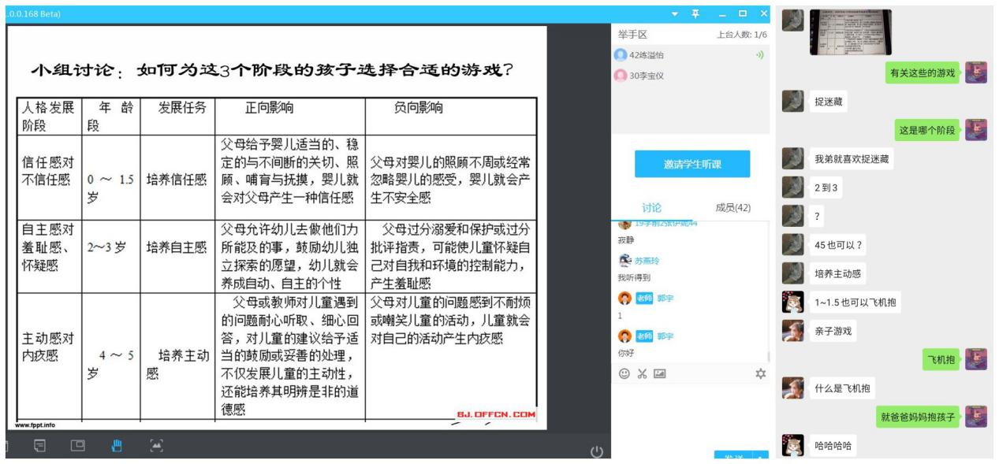 .0.0.168 Beta)
小组讨论：如何为这3个阶段的孩子选择合适的游戏？
人格发展
阶段
年 龄
段
发展任务
正向影响
负向影响
信任感对
不信任感
0 ～ 1.5
岁
培养信任感
父母给予婴儿适当的、稳
定的与不间断的关切、照
顾、哺育与抚摸，婴儿就
会对父母产生一种信任感
父母对婴儿的照顾不周或经常
忽略婴儿的感受，婴儿就会产
生不安全感
自主感对
羞耻感、
怀疑感
2～3岁
培养自主感
父母允许幼儿去做他们力
所能及的事，鼓励幼儿独
立探索的愿望，幼儿就会
养成自动、自主的个性
父母过分溺爱和保护或过分
批评指责，可能使儿童怀疑自
己对自我和环境的控制能力，
产生羞耻感
主动感对
内疚感
4 ～ 5
岁
培养主动
感
父母或教师对儿童遇到
的问题耐心听取、细心回
答，对儿童的建议给予适
当的鼓励或妥善的处理，
不仅发展儿童的主动性，
还能培养其明辨是非的道
德感
父母对儿童的问题感到不耐烦
或嘲笑儿童的活动，儿童就会
对自己的活动产生内疚感
BJ.OFFCN.COM
www.fppt.info
举手区
上台人数: 1/6
42练溢怡
30李宝仪
邀请学生听课
讨论
成员(42)
寂静
苏燕玲
我听得到
老师 郭宇
1
老师 郭宇
你好
发送
有关这些的游戏
捉迷藏
这是哪个阶段
我弟就喜欢捉迷藏
2到3
？
45也可以？
培养主动感
1~1.5也可以飞机抱
亲子游戏
飞机抱
什么是飞机抱
就爸爸妈妈抱孩子
哈哈哈哈